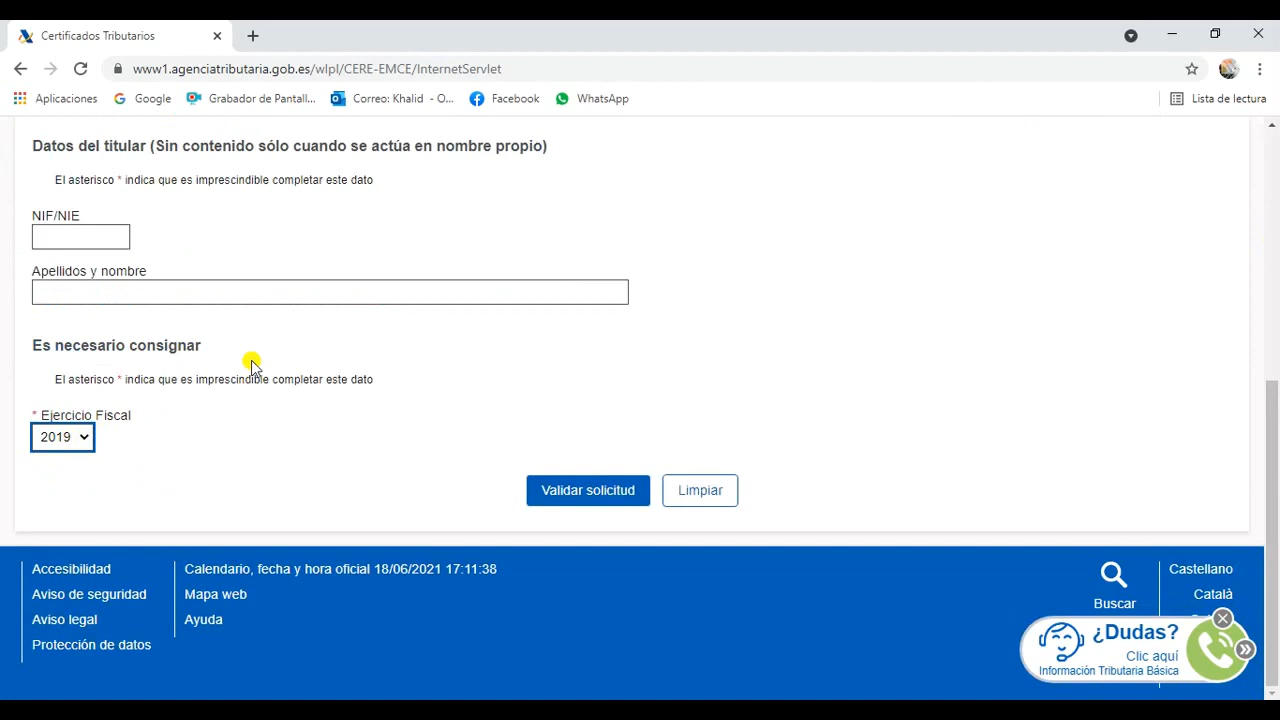 Certificados Tributarios
www1.agenciatributaria.gob.es/wlpl/CERE-EMCE/InternetServlet
Aplicaciones Google Grabador de Pantall... Correo: Khalid - O... Facebook WhatsApp Lista de lectura
Datos del titular (Sin contenido sólo cuando se actúa en nombre propio)
El asterisco * indica que es imprescindible completar este dato
NIF/NIE
Apellidos y nombre
Es necesario consignar
El asterisco * indica que es imprescindible completar este dato
* Ejercicio Fiscal
2019
Validar solicitud Limpiar
Accesibilidad Calendario, fecha y hora oficial 18/06/2021 17:11:38 Castellano
Aviso de seguridad Mapa web Buscar Català
Aviso legal Ayuda
Protección de datos
¿Dudas?
Clic aquí
Información Tributaria Básica